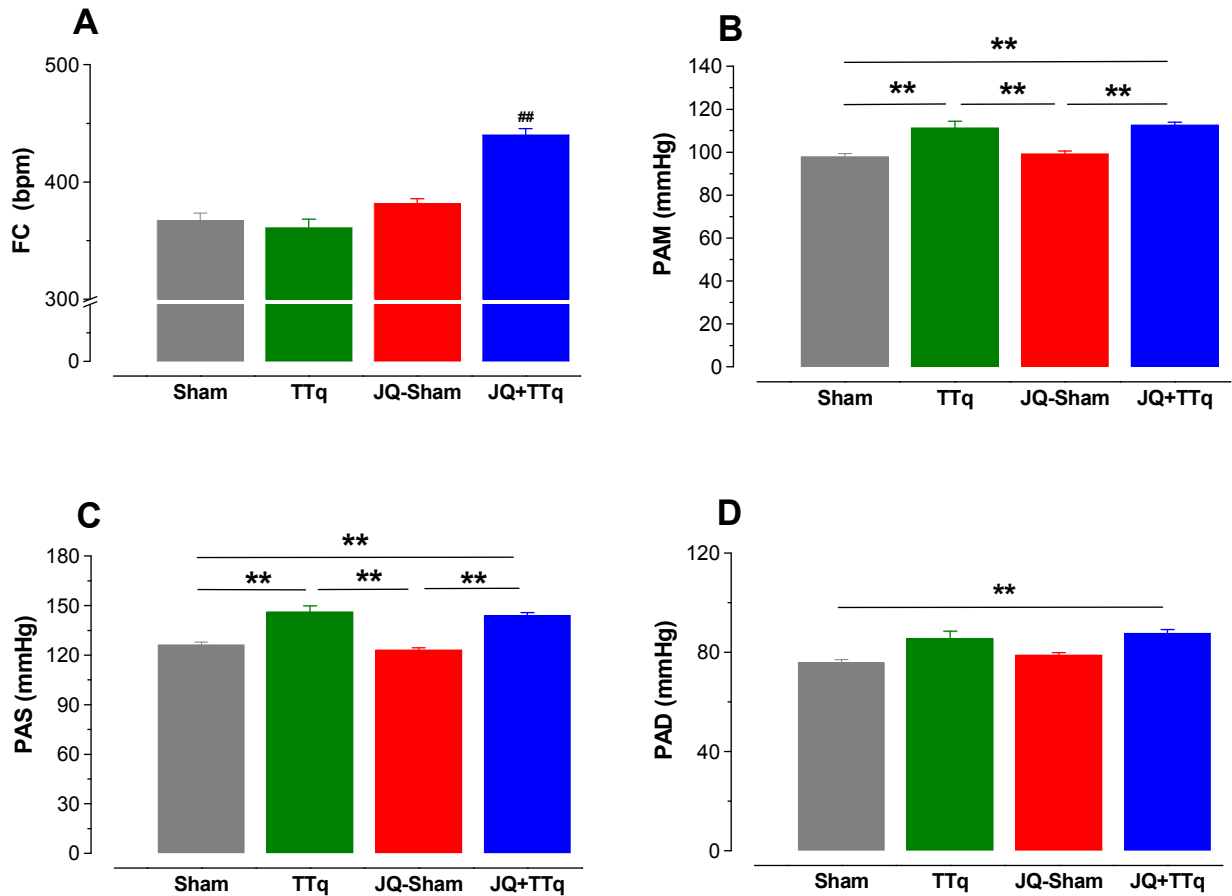 A
500
400
300
0
FC (bpm)
##
Sham TTq JQ-Sham JQ+TTq
B
140
120
100
80
60
40
20
0
PAM (mmHg)
**
** ** **
Sham TTq JQ-Sham JQ+TTq
C
180
150
120
90
60
30
0
PAS (mmHg)
**
** ** **
Sham TTq JQ-Sham JQ+TTq
D
120
80
40
0
PAD (mmHg)
**
Sham TTq JQ-Sham JQ+TTq